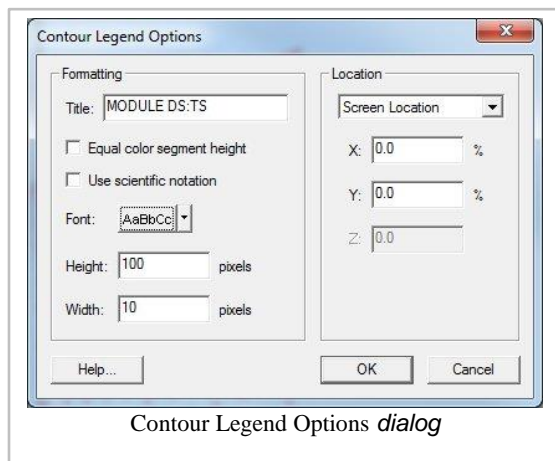 Contour Legend Options
Formatting
Title: MODULE DS:TS
Equal color segment height
Use scientific notation
Font: AaBbCc
Height: 100 pixels
Width: 10 pixels
Location
Screen Location
X: 0.0 %
Y: 0.0 %
Z: 0.0
Help...
OK
Cancel
Contour Legend Options dialog